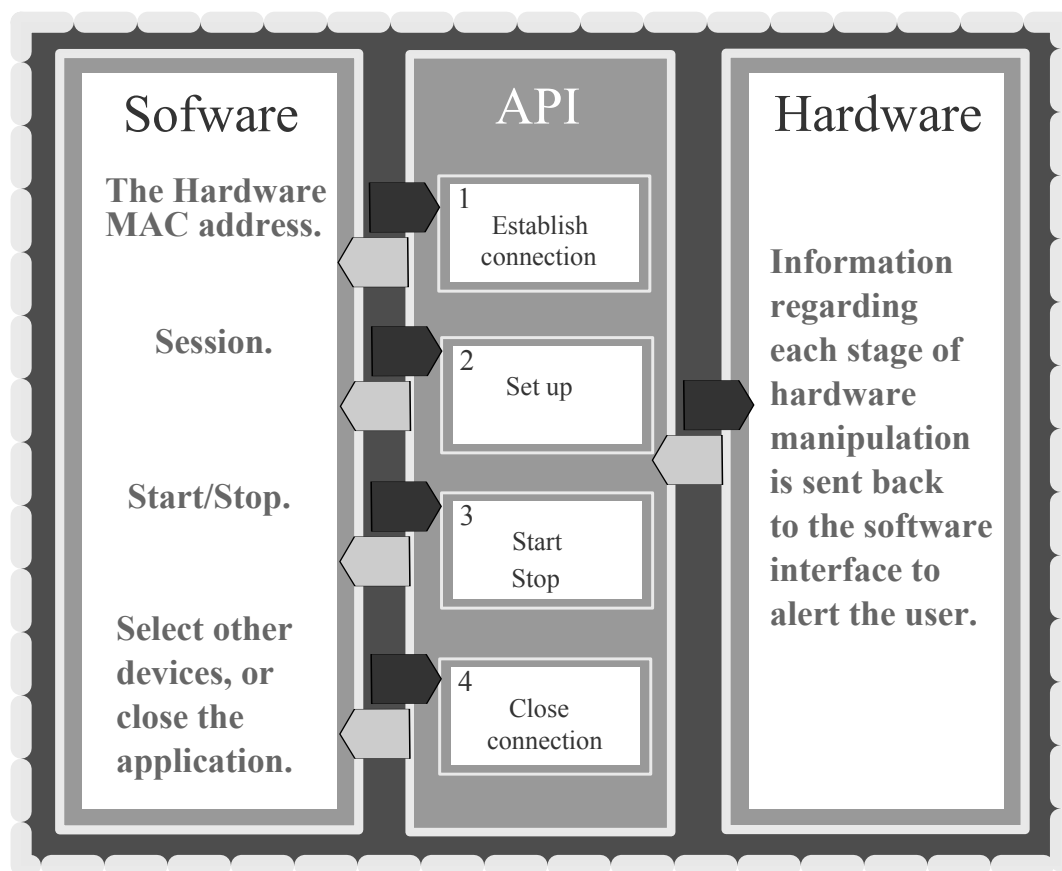 Sofware
The Hardware
MAC address.
Session.
Start/Stop.
Select other
devices, or
close the
application.
API
1
Establish
connection
2
Set up
3
Start
Stop
4
Close
connection
Hardware
Information
regarding
each stage of
hardware
manipulation
is sent back
to the software
interface to
alert the user.